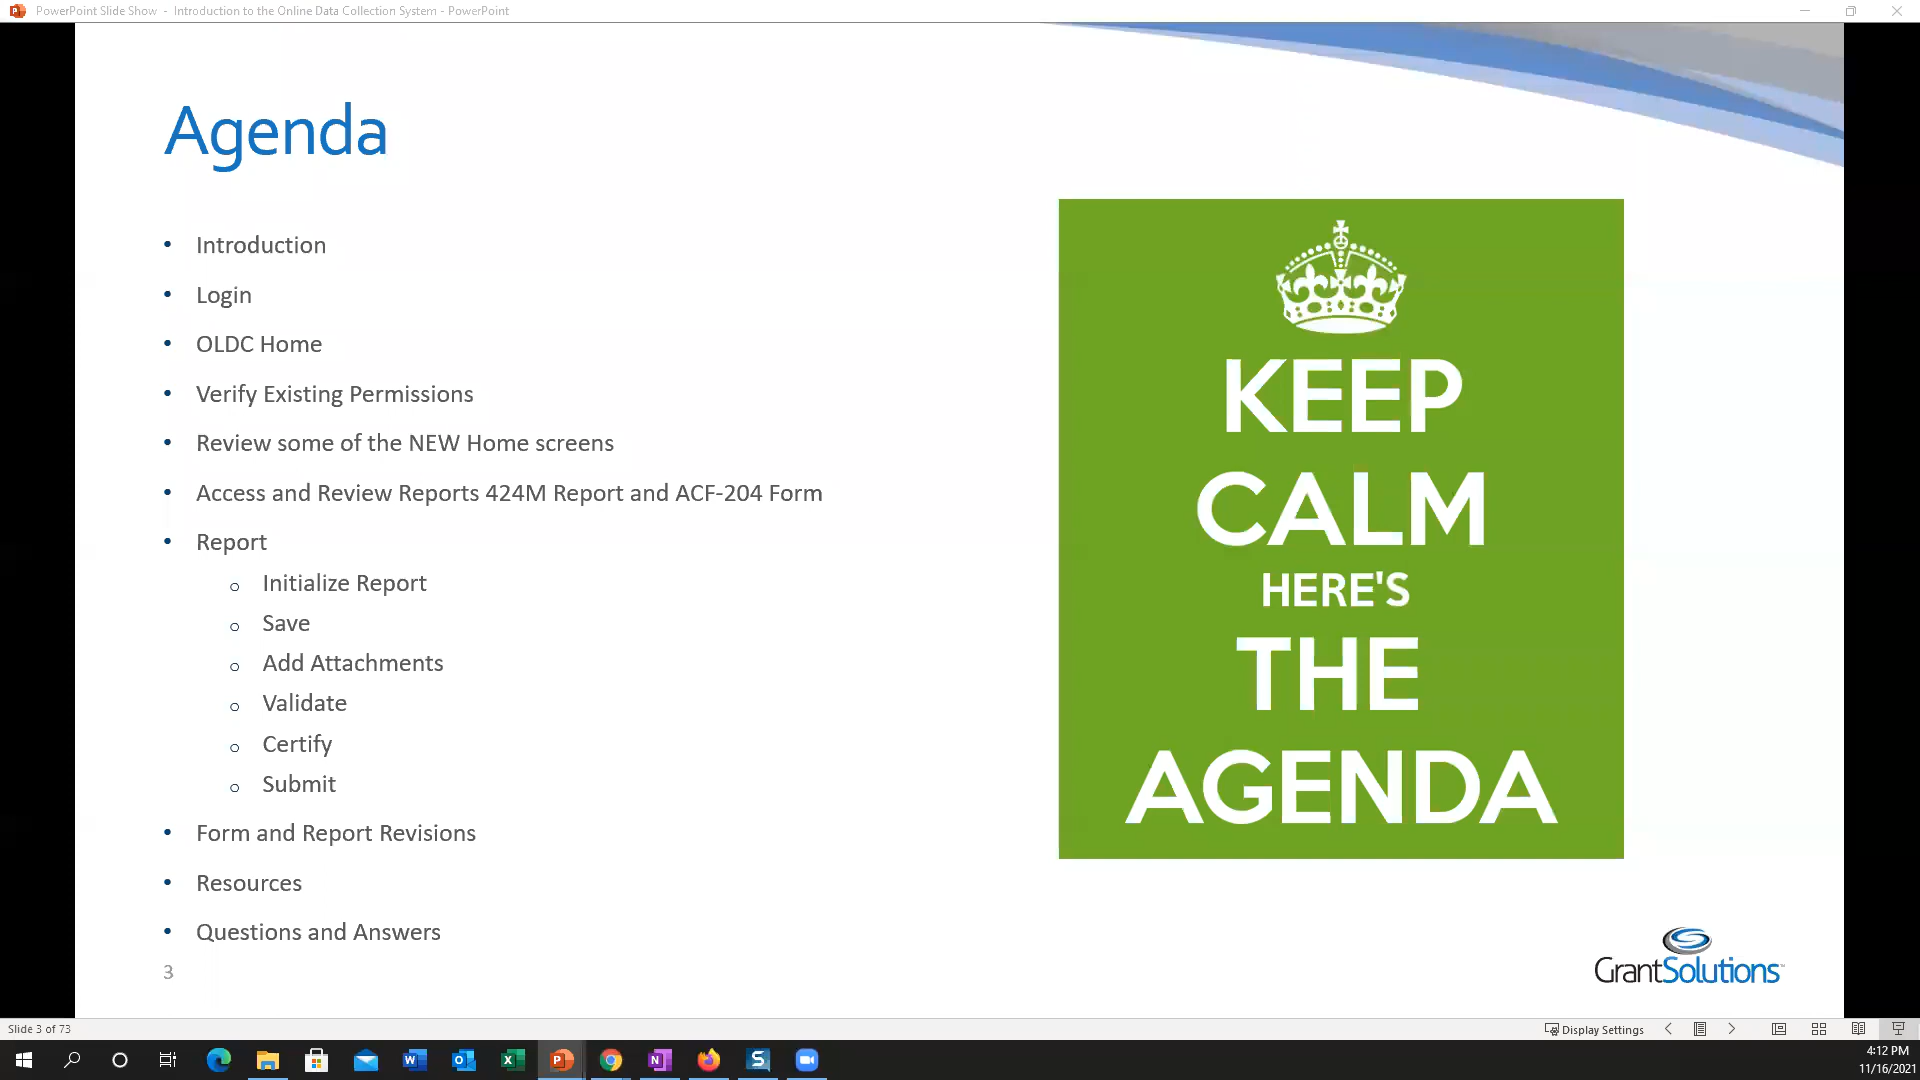 PowerPoint Slide Show - Introduction to the Online Data Collection System - PowerPoint
Agenda
• Introduction
• Login
• OLDC Home
• Verify Existing Permissions
• Review some of the NEW Home screens
• Access and Review Reports 424M Report and ACF-204 Form
• Report
o Initialize Report
o Save
o Add Attachments
o Validate
o Certify
o Submit
• Form and Report Revisions
• Resources
• Questions and Answers
3
KEEP
CALM
HERE'S
THE
AGENDA
GrantSolutions
Slide 3 of 73
Display Settings
4:12 PM
11/16/2021